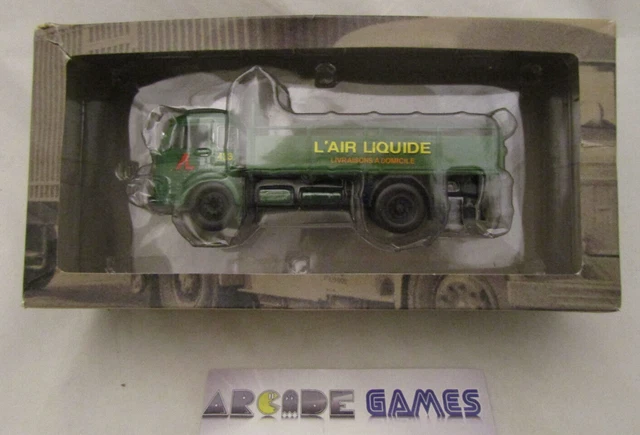 L'AIR LIQUIDE
LIVRAISONS A DOMICILE
ARCADE GAMES